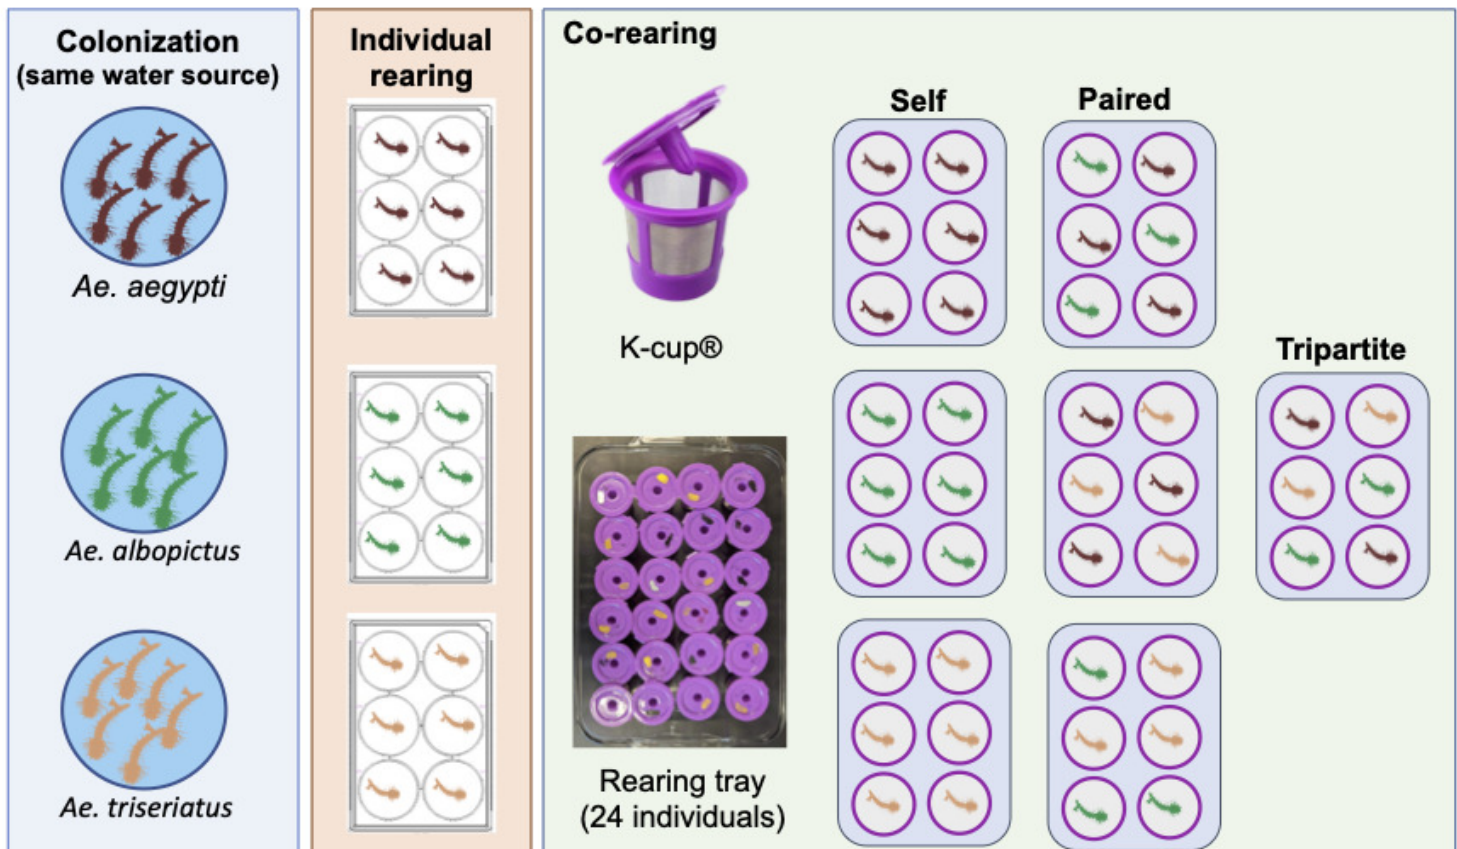 Colonization
(same water source)
Ae. aegypti
Ae. albopictus
Ae. triseriatus
Individual
rearing
Co-rearing
K-cup®
Rearing tray
(24 individuals)
Self
Paired
Tripartite